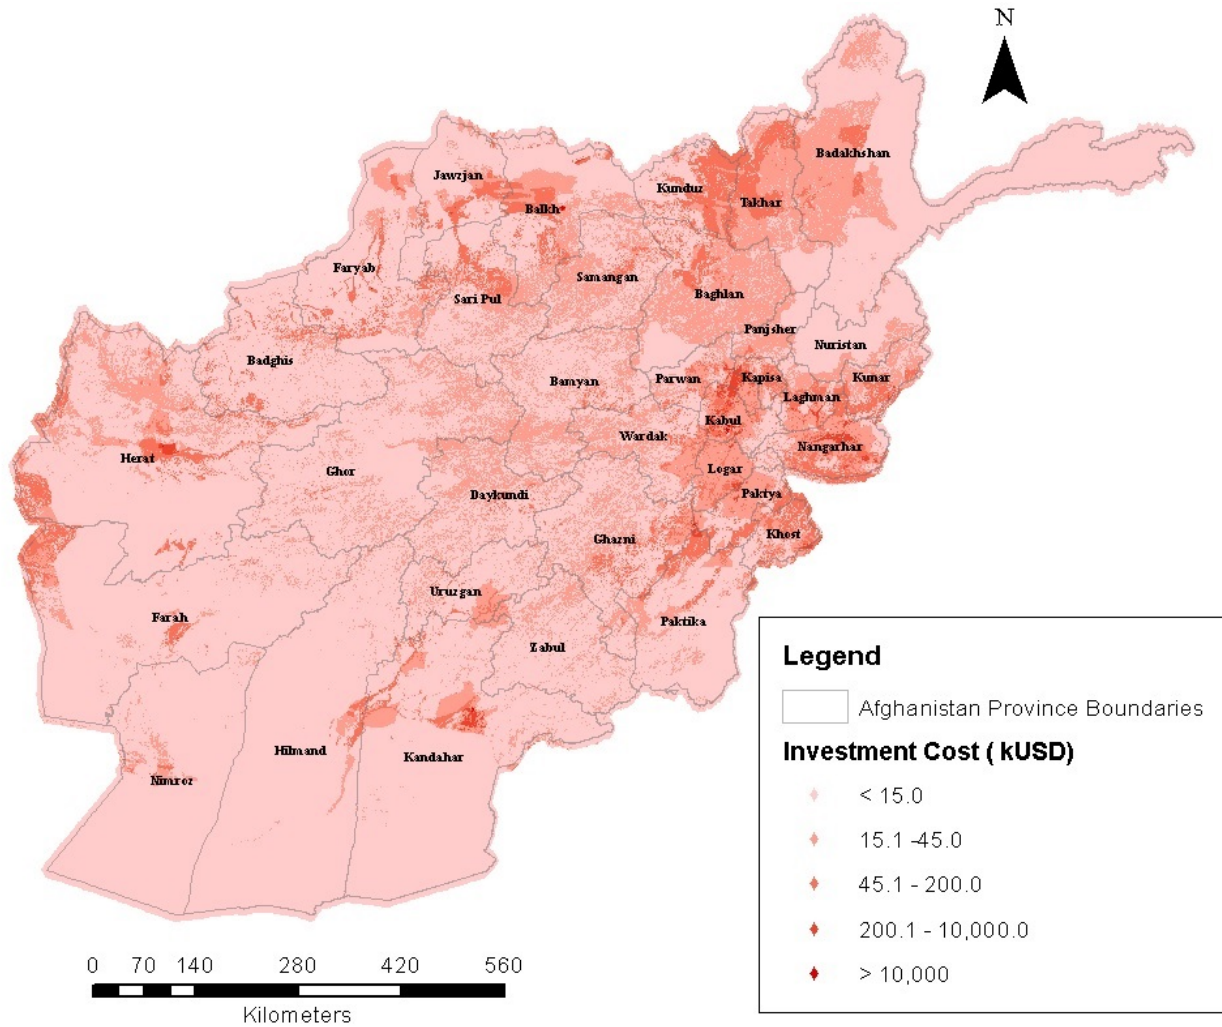 N
Badakhshan
Jawzjan
Kunduz
Takhar
Balkh
Faryab
Samangan
Sari Pul
Baghlan
Panjsher
Nuristan
Badghis
Bamyan
Parwan
Kapisa
Kunar
Laghman
Kabul
Wardak
Nangarhar
Herat
Ghor
Logar
Daykundi
Paktya
Ghazni
Khost
Uruzgan
Farah
Paktika
Zabul
Hilmand
Kandahar
Nimroz
Legend
Afghanistan Province Boundaries
Investment Cost ( kUSD)
< 15.0
15.1 -45.0
45.1 - 200.0
200.1 - 10,000.0
> 10,000
0 70 140 280 420 560
Kilometers